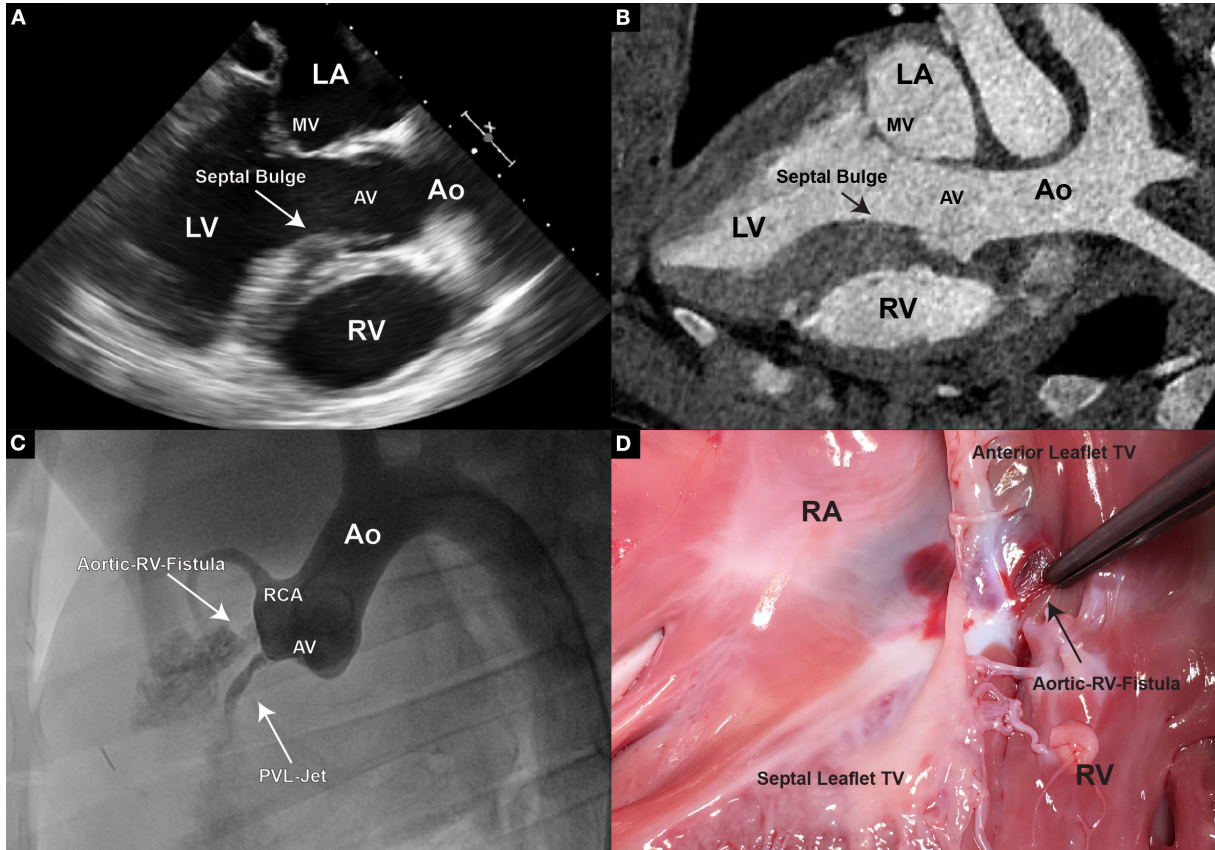 A
LA
MV
Septal Bulge
AV
Ao
LV
RV
B
LA
MV
Septal Bulge
AV
Ao
LV
RV
C
Ao
Aortic-RV-Fistula
RCA
AV
PVL-Jet
D
Anterior Leaflet TV
RA
Aortic-RV-Fistula
Septal Leaflet TV
RV